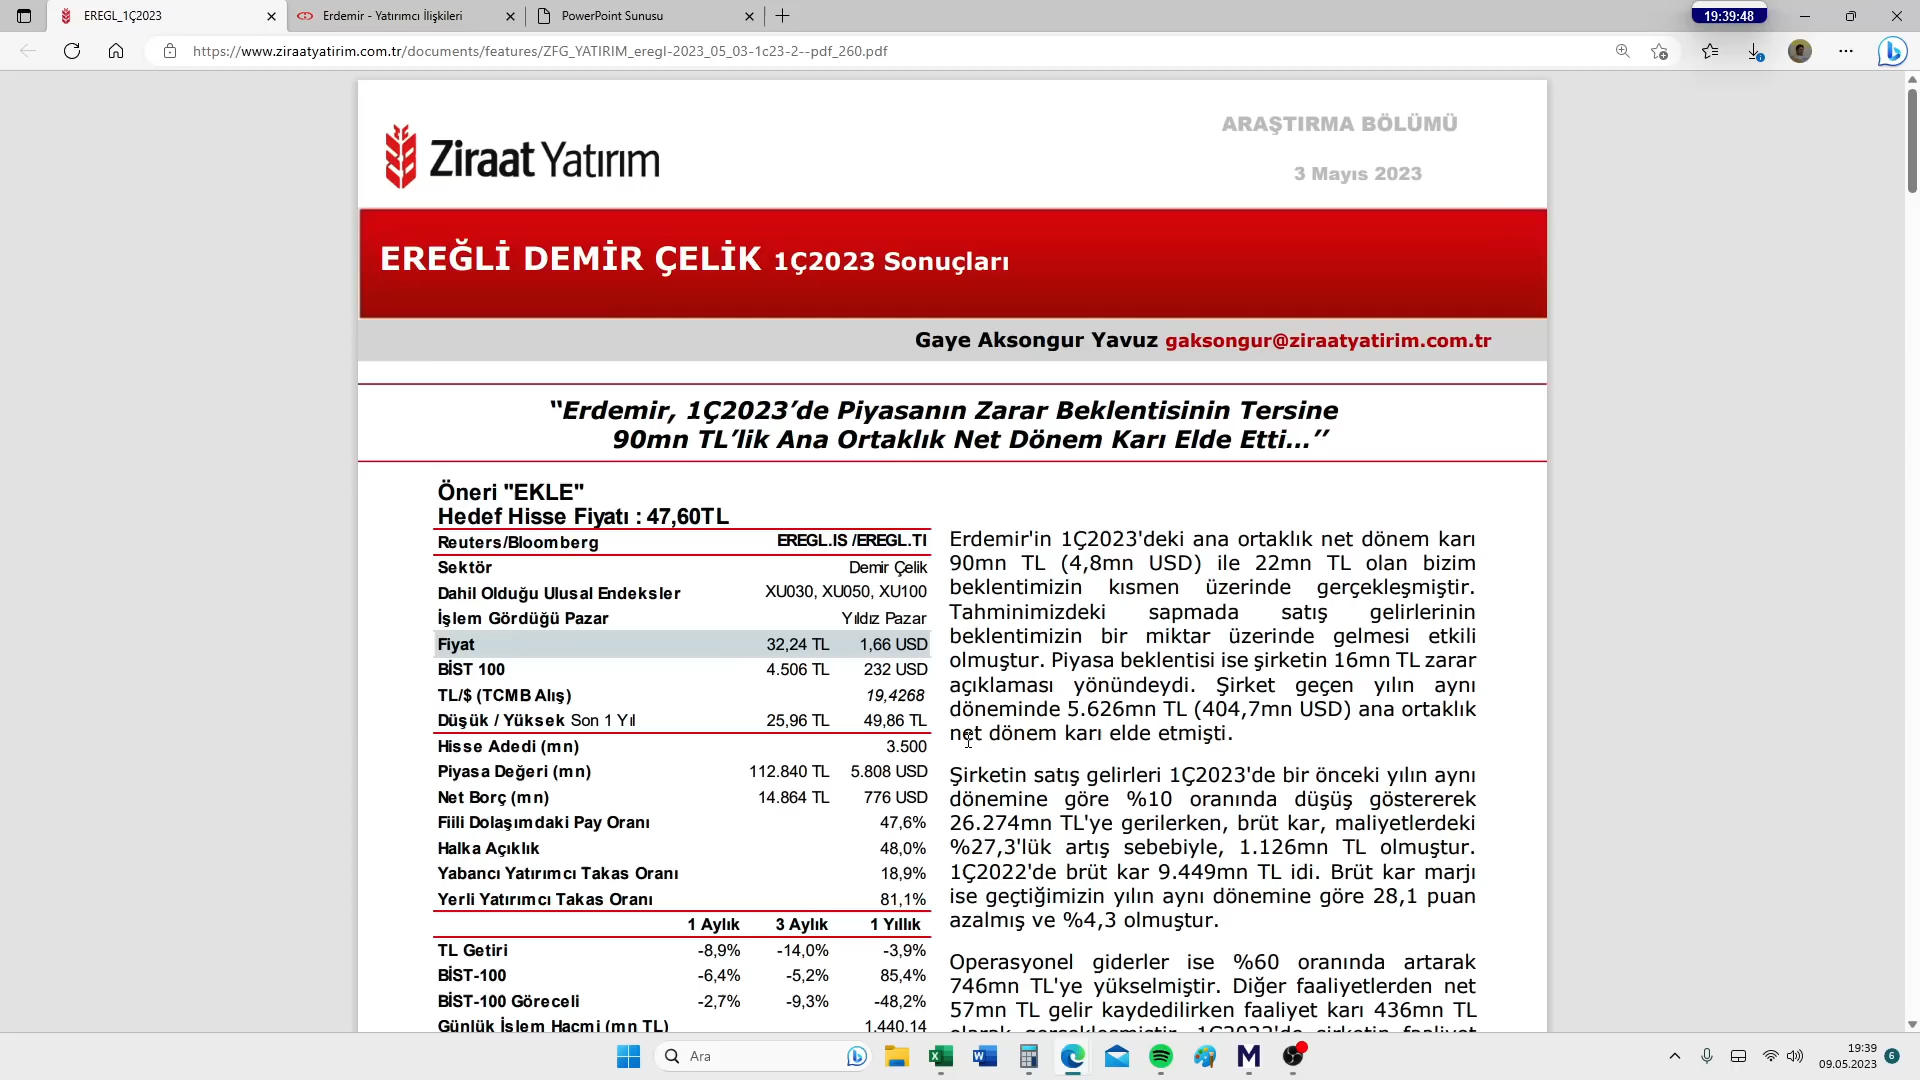 EREGL_1Ç2023
Erdemir - Yatırımcı İlişkileri
PowerPoint Sunusu
19:39:48
https://www.ziraatyatirim.com.tr/documents/features/ZFG_YATIRIM_eregl-2023_05_03-1c23-2--pdf_260.pdf
Ziraat Yatırım
ARAŞTIRMA BÖLÜMÜ
3 Mayıs 2023
EREĞLİ DEMİR ÇELİK 1Ç2023 Sonuçları
Gaye Aksongur Yavuz gaksongur@ziraatyatirim.com.tr
“Erdemir, 1Ç2023’de Piyasanın Zarar Beklentisinin Tersine
90mn TL’lik Ana Ortaklık Net Dönem Karı Elde Etti…’’
Öneri "EKLE"
Hedef Hisse Fiyatı : 47,60TL
Reuters/Bloomberg EREGL.IS /EREGL.TI
Sektör Demir Çelik
Dahil Olduğu Ulusal Endeksler XU030, XU050, XU100
İşlem Gördüğü Pazar Yıldız Pazar
Fiyat 32,24 TL 1,66 USD
BİST 100 4.506 TL 232 USD
TL/$ (TCMB Alış) 19,4268
Düşük / Yüksek Son 1 Yıl 25,96 TL 49,86 TL
Hisse Adedi (mn) 3.500
Piyasa Değeri (mn) 112.840 TL 5.808 USD
Net Borç (mn) 14.864 TL 776 USD
Fiili Dolaşımdaki Pay Oranı 47,6%
Halka Açıklık 48,0%
Yabancı Yatırımcı Takas Oranı 18,9%
Yerli Yatırımcı Takas Oranı 81,1%
1 Aylık 3 Aylık 1 Yıllık
TL Getiri -8,9% -14,0% -3,9%
BİST-100 -6,4% -5,2% 85,4%
BİST-100 Göreceli -2,7% -9,3% -48,2%
Günlük İşlem Hacmi (mn TL) 1.440,14
Erdemir'in 1Ç2023'deki ana ortaklık net dönem karı
90mn TL (4,8mn USD) ile 22mn TL olan bizim
beklentimizin kısmen üzerinde gerçekleşmiştir.
Tahminimizdeki sapmada satış gelirlerinin
beklentimizin bir miktar üzerinde gelmesi etkili
olmuştur. Piyasa beklentisi ise şirketin 16mn TL zarar
açıklaması yönündeydi. Şirket geçen yılın aynı
döneminde 5.626mn TL (404,7mn USD) ana ortaklık
net dönem karı elde etmişti.
Şirketin satış gelirleri 1Ç2023'de bir önceki yılın aynı
dönemine göre %10 oranında düşüş göstererek
26.274mn TL'ye gerilerken, brüt kar, maliyetlerdeki
%27,3'lük artış sebebiyle, 1.126mn TL olmuştur.
1Ç2022'de brüt kar 9.449mn TL idi. Brüt kar marjı
ise geçtiğimizin yılın aynı dönemine göre 28,1 puan
azalmış ve %4,3 olmuştur.
Operasyonel giderler ise %60 oranında artarak
746mn TL'ye yükselmiştir. Diğer faaliyetlerden net
57mn TL gelir kaydedilirken faaliyet karı 436mn TL
olarak gerçekleşmiştir. 1Ç2022'de şirketin faaliyet
Ara
19:39
09.05.2023
6